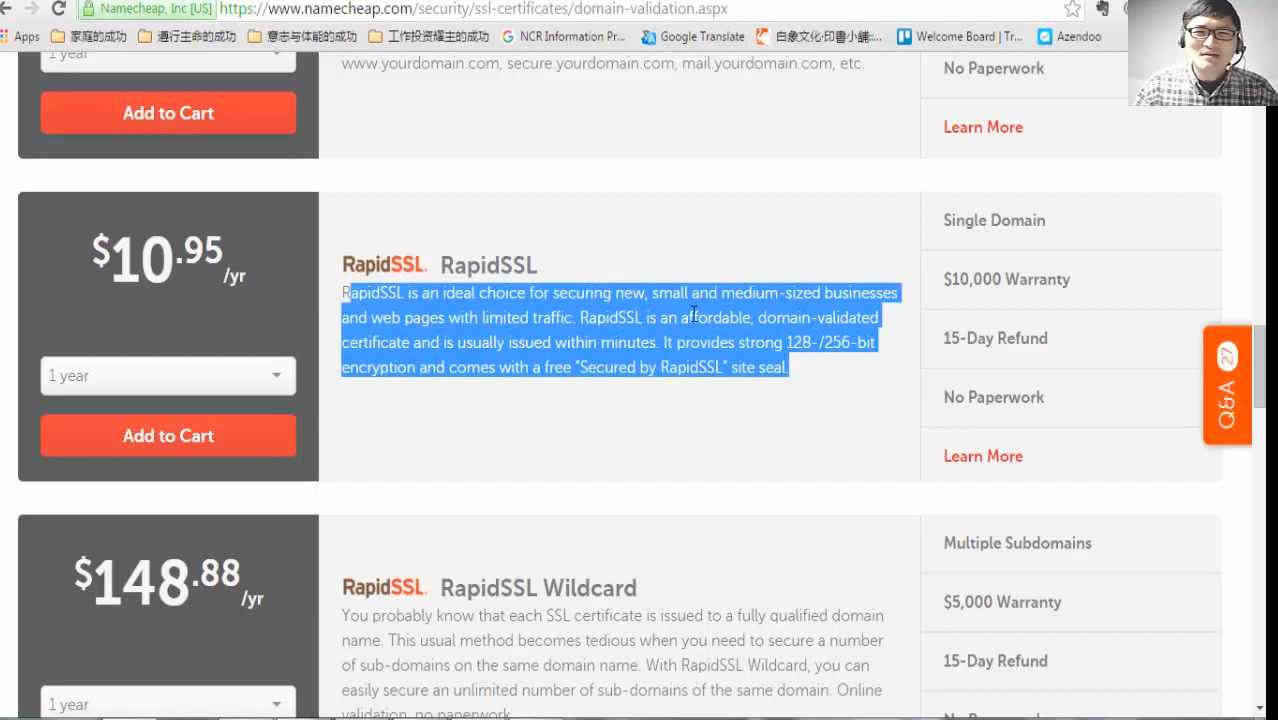 Namecheap, Inc [US] https://www.namecheap.com/security/ssl-certificates/domain-validation.aspx
Apps 家庭的成功 遵行生命的成功 意志与体能的成功 工作投资耀主的成功 NCR Information Pr... Google Translate 白象文化·印書小舖:... Welcome Board | Tr... Azendoo
1 year
www.yourdomain.com, secure.yourdomain.com, mail.yourdomain.com, etc.
No Paperwork
Add to Cart
Learn More
$10.95/yr
1 year
Add to Cart
RapidSSL. RapidSSL
RapidSSL is an ideal choice for securing new, small and medium-sized businesses
and web pages with limited traffic. RapidSSL is an affordable, domain-validated
certificate and is usually issued within minutes. It provides strong 128-/256-bit
encryption and comes with a free "Secured by RapidSSL" site seal.
Single Domain
$10,000 Warranty
15-Day Refund
No Paperwork
Learn More
Q&A 27
$148.88/yr
1 year
RapidSSL. RapidSSL Wildcard
You probably know that each SSL certificate is issued to a fully qualified domain
name. This usual method becomes tedious when you need to secure a number
of sub-domains on the same domain name. With RapidSSL Wildcard, you can
easily secure an unlimited number of sub-domains of the same domain. Online
validation, no paperwork
Multiple Subdomains
$5,000 Warranty
15-Day Refund
No Paperwork